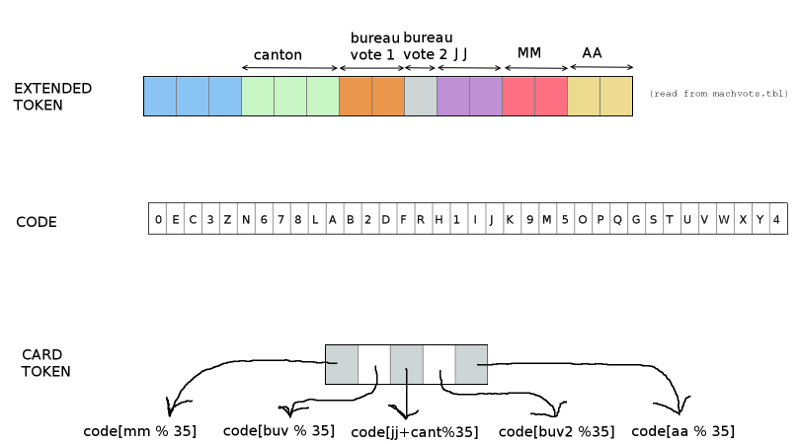 bureau bureau
canton vote 1 vote 2 J J MM AA
EXTENDED
TOKEN
(read from machvots.tbl)
CODE
0 E C 3 Z N 6 7 8 L A B 2 D F R H 1 I J K 9 M 5 O P Q G S T U V W X Y 4
CARD
TOKEN
code[mm % 35] code[buv % 35] code[jj+cant%35] code[buv2 %35] code[aa % 35]